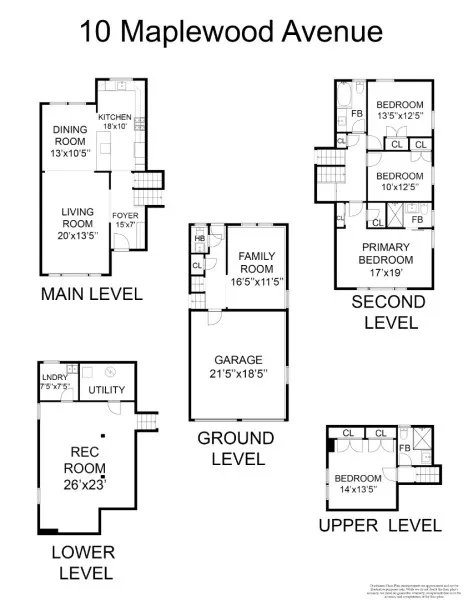 10 Maplewood Avenue
KITCHEN
18'x10'
DINING
ROOM
13'x10'5"
LIVING
ROOM
20'x13'5"
FOYER
15'x7'
MAIN LEVEL
FB
BEDROOM
13'5"x12'5"
CL
CL
CL
BEDROOM
10'x12'5"
CL
CL
FB
PRIMARY
BEDROOM
17'x19'
SECOND
LEVEL
HB
CL
FAMILY
ROOM
16'5"x11'5"
GARAGE
21'5"x18'5"
GROUND
LEVEL
LNDRY
7'5"x7'5"
UTILITY
REC
ROOM
26'x23'
LOWER
LEVEL
CL
CL
FB
BEDROOM
14'x13'5"
UPPER LEVEL